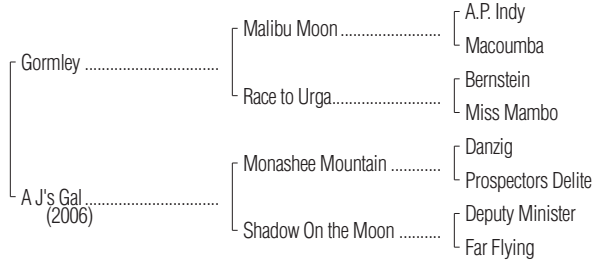 A.P. Indy
Malibu Moon ....................
Macoumba
Gormley ...........................
Bernstein
Race to Urga......................
Miss Mambo
Danzig
Monashee Mountain ..........
Prospectors Delite
A J's Gal...........................
(2006)
Deputy Minister
Shadow On the Moon ........
Far Flying